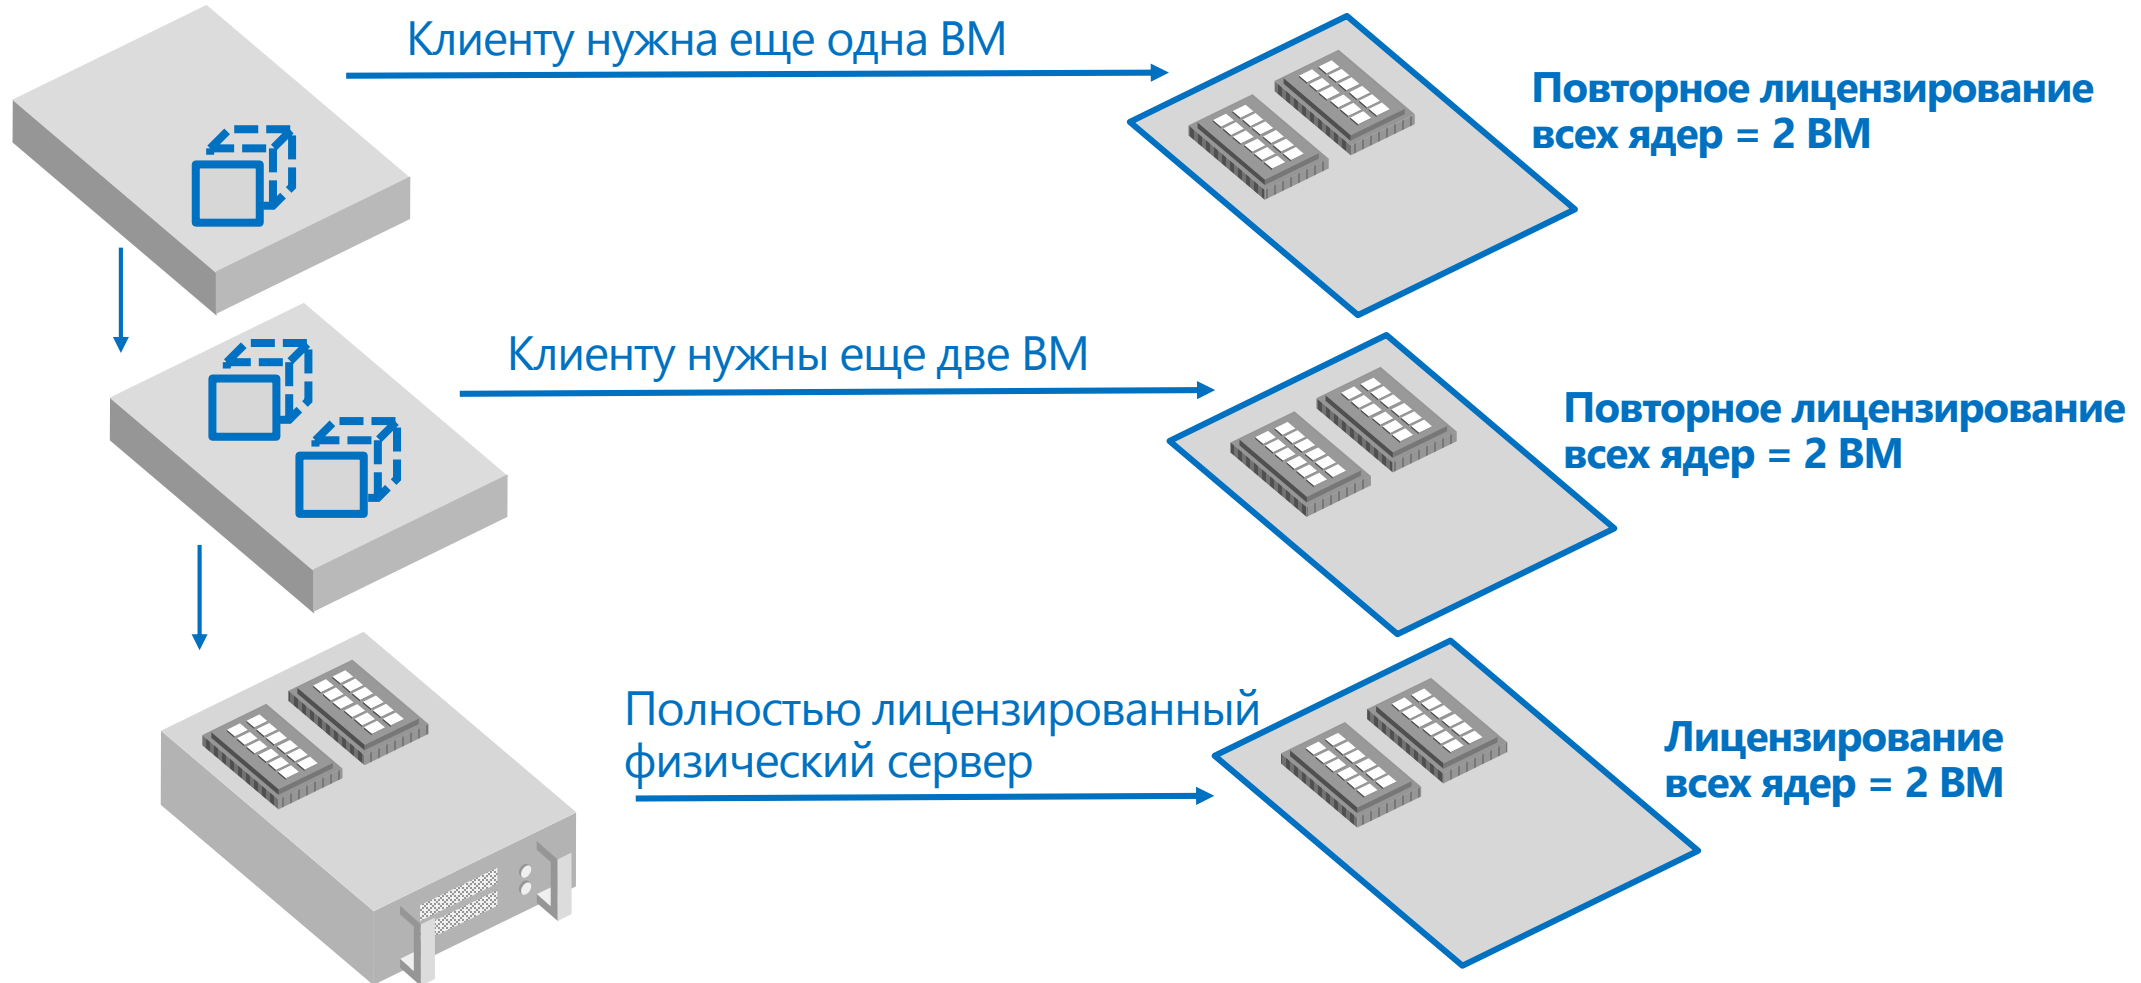 Клиенту нужна еще одна ВМ
Повторное лицензирование
всех ядер = 2 ВМ
Клиенту нужны еще две ВМ
Повторное лицензирование
всех ядер = 2 ВМ
Полностью лицензированный
физический сервер
Лицензирование
всех ядер = 2 ВМ